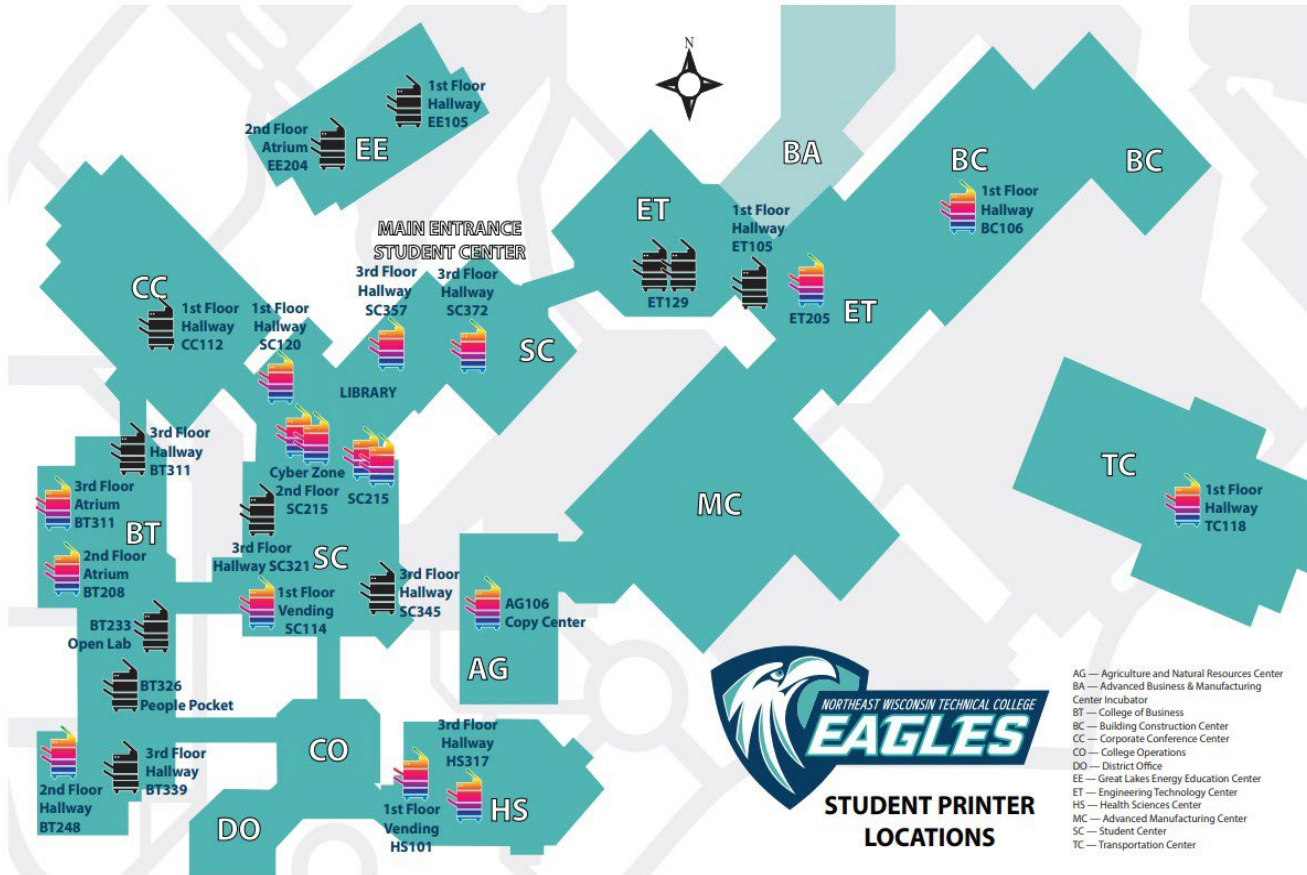 N
1st Floor
Hallway
EE105
2nd Floor
Atrium
EE204
EE
BA
BC
BC
1st Floor
Hallway
BC106
ET
1st Floor
Hallway
ET105
ET129
ET205
ET
MAIN ENTRANCE
STUDENT CENTER
3rd Floor
Hallway
SC357
3rd Floor
Hallway
SC372
SC
CC
1st Floor
Hallway
CC112
1st Floor
Hallway
SC120
LIBRARY
3rd Floor
Hallway
BT311
3rd Floor
Atrium
BT311
BT
2nd Floor
Atrium
BT208
Cyber Zone
2nd Floor
SC215
SC215
3rd Floor
Hallway SC321
SC
1st Floor
Vending
SC114
3rd Floor
Hallway
SC345
MC
TC
1st Floor
Hallway
TC118
AG106
Copy Center
AG
BT233
Open Lab
BT326
People Pocket
2nd Floor
Hallway
BT248
3rd Floor
Hallway
BT339
CO
DO
3rd Floor
Hallway
HS317
1st Floor
Vending
HS101
HS
NORTHEAST WISCONSIN TECHNICAL COLLEGE
EAGLES
STUDENT PRINTER
LOCATIONS
AG — Agriculture and Natural Resources Center
BA — Advanced Business & Manufacturing
Center Incubator
BT — College of Business
BC — Building Construction Center
CC — Corporate Conference Center
CO — College Operations
DO — District Office
EE — Great Lakes Energy Education Center
ET — Engineering Technology Center
HS — Health Sciences Center
MC — Advanced Manufacturing Center
SC — Student Center
TC — Transportation Center